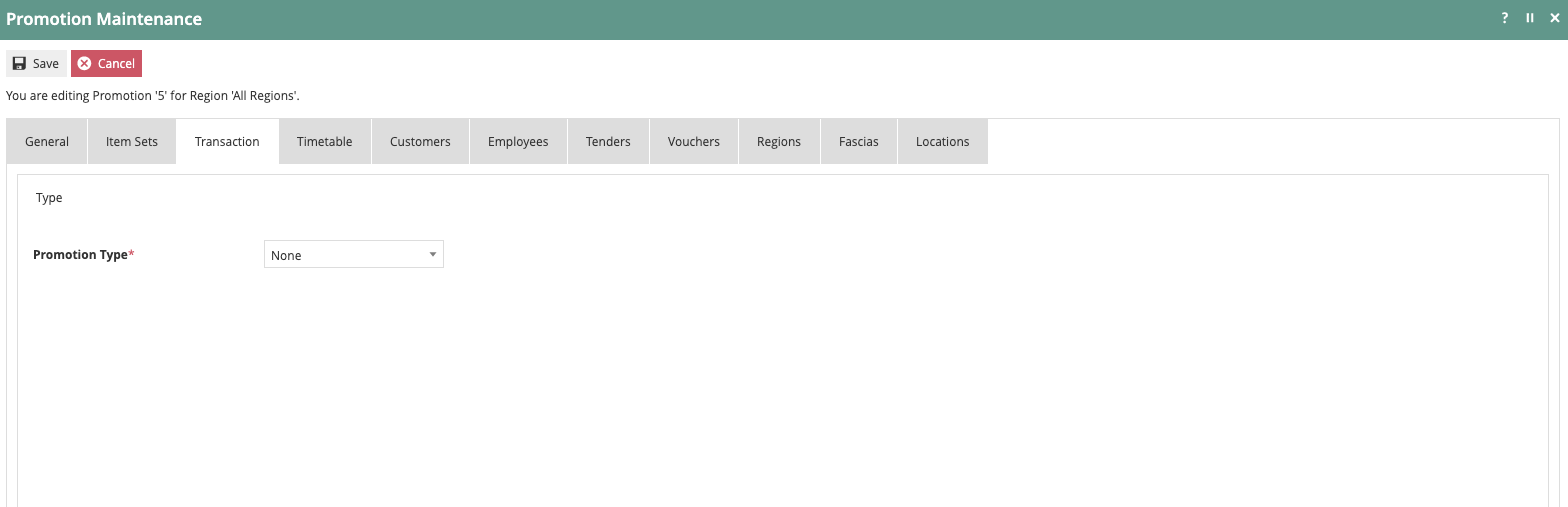 Promotion Maintenance ?
Save Cancel
You are editing Promotion '5' for Region 'All Regions'.
General Item Sets Transaction Timetable Customers Employees Tenders Vouchers Regions Fascias Locations
Type
Promotion Type* None